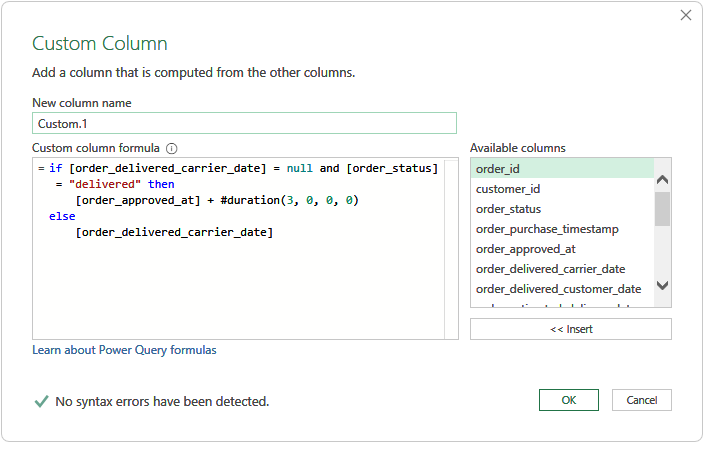 Custom Column
Add a column that is computed from the other columns.
New column name
Custom.1
Custom column formula
= if [order_delivered_carrier_date] = null and [order_status]
= "delivered" then
[order_approved_at] + #duration(3, 0, 0, 0)
else
[order_delivered_carrier_date]
Available columns
order_id
customer_id
order_status
order_purchase_timestamp
order_approved_at
order_delivered_carrier_date
order_delivered_customer_date
<< Insert
Learn about Power Query formulas
No syntax errors have been detected.
OK
Cancel